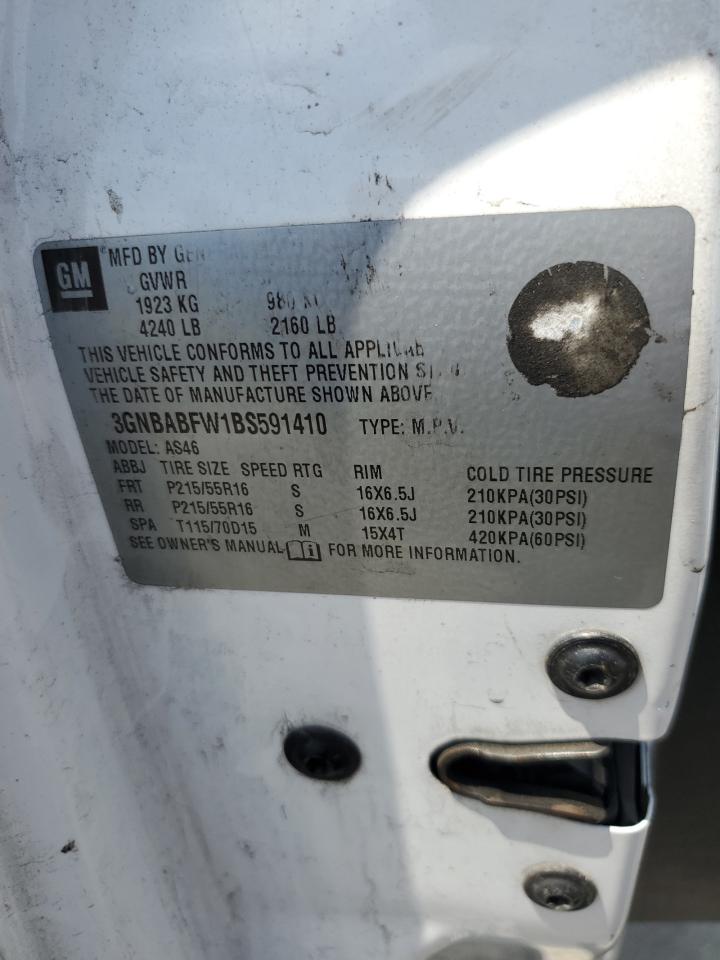 GM
MFD BY
GVWR
1923 KG
4240 LB 2160 LB
THIS VEHICLE CONFORMS TO ALL
VEHICLE SAFETY AND THEFT PREVENTION
THE DATE OF MANUFACTURE SHOWN ABOVE
3GNBABFW1BS591410 TYPE: M.P.V.
MODEL: AS46
ABBJ TIRE SIZE SPEED RTG RIM COLD TIRE PRESSURE
FRT P215/55R16 S 16X6.5J 210KPA(30PSI)
RR P215/55R16 S 16X6.5J 210KPA(30PSI)
SPA T115/70D15 M 15X4T 420KPA(60PSI)
SEE OWNER'S MANUAL FOR MORE INFORMATION.